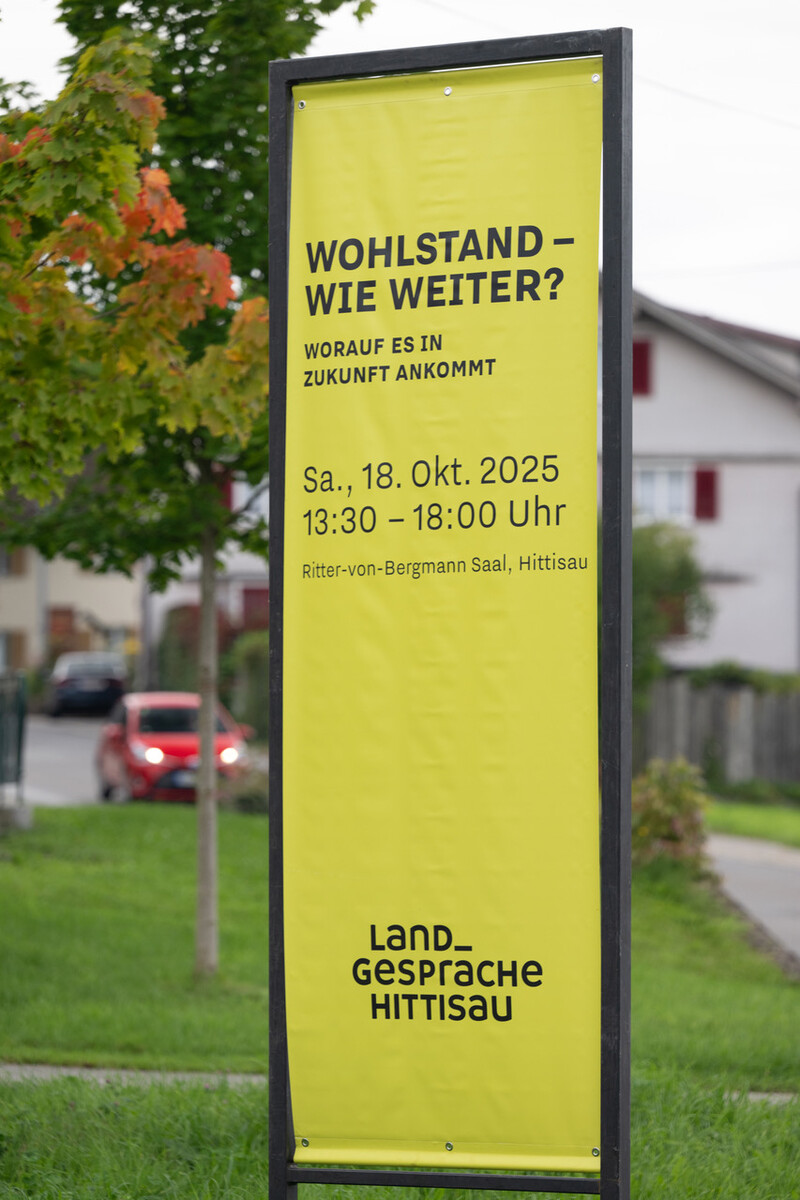 WOHLSTAND –
WIE WEITER?
WORAUF ES IN
ZUKUNFT ANKOMMT
Sa., 18. Okt. 2025
13:30 – 18:00 Uhr
Ritter-von-Bergmann Saal, Hittisau
Land_
Gespräche
Hittisau